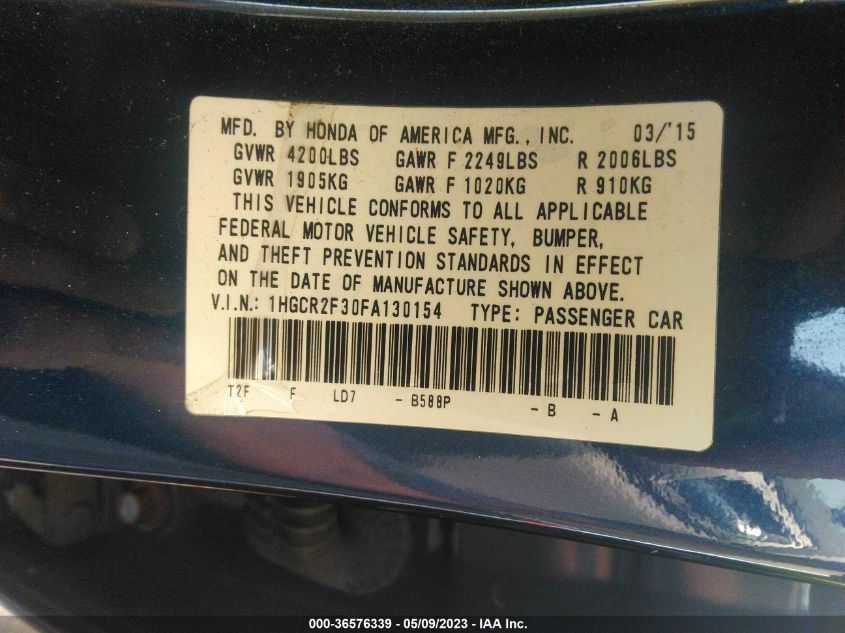 MFD. BY HONDA OF AMERICA MFG., INC. 03/'15
GVWR 4200LBS GAWR F 2249LBS R 2006LBS
GVWR 1905KG GAWR F 1020KG R 910KG
THIS VEHICLE CONFORMS TO ALL APPLICABLE
FEDERAL MOTOR VEHICLE SAFETY, BUMPER,
AND THEFT PREVENTION STANDARDS IN EFFECT
ON THE DATE OF MANUFACTURE SHOWN ABOVE.
V.I.N.: 1HGCR2F30FA130154 TYPE: PASSENGER CAR
T2F F LD7 - B588P - B - A
000-36576339 - 05/09/2023 - IAA Inc.